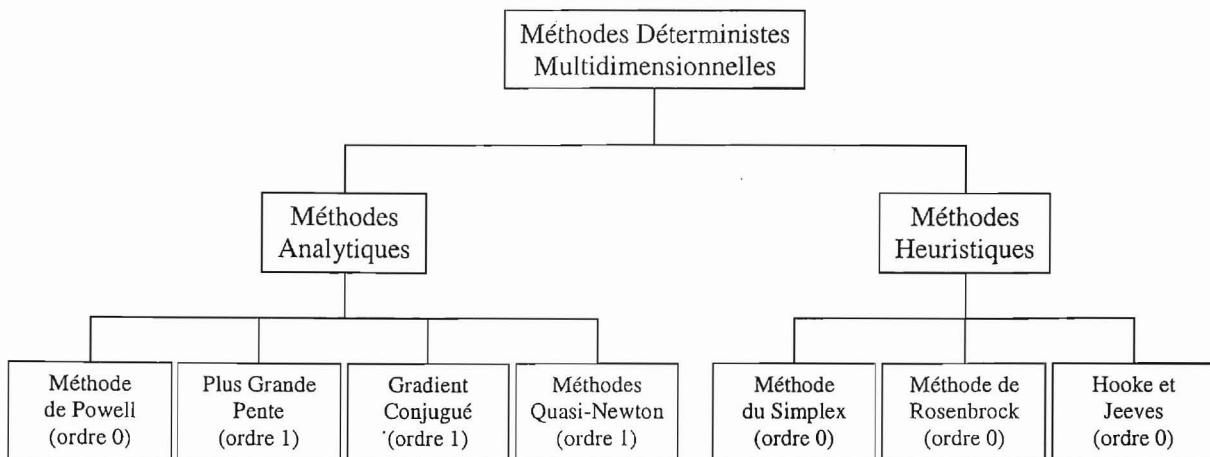 Méthodes Déterministes
Multidimensionnelles
Méthodes
Analytiques
Méthodes
Heuristiques
Méthode
de Powell
(ordre 0)
Plus Grande
Pente
(ordre 1)
Gradient
Conjugué
(ordre 1)
Méthodes
Quasi-Newton
(ordre 1)
Méthode
du Simplex
(ordre 0)
Méthode de
Rosenbrock
(ordre 0)
Hooke et
Jeeves
(ordre 0)